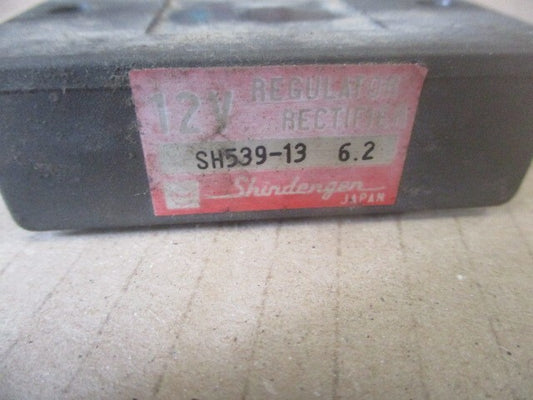 12V REGULATOR
RECTIFIER
SH539-13 6.2
Shindengen
JAPAN